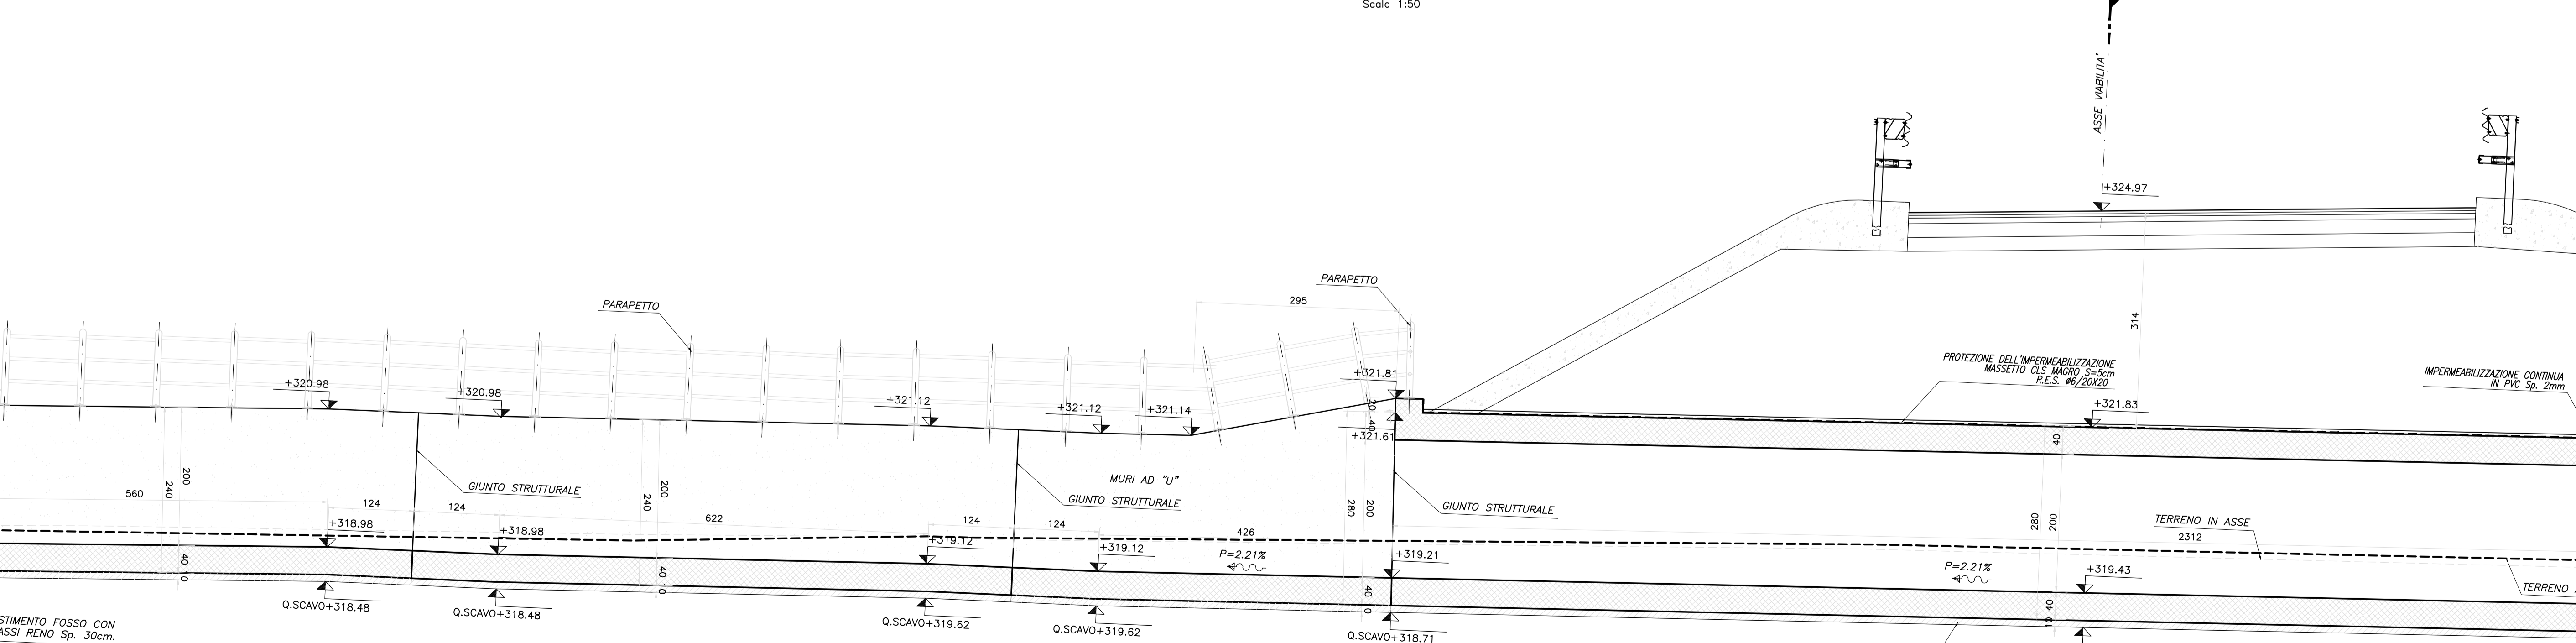 Scala 1:50
ASSE VIABILITA'
+324.97
PARAPETTO
PARAPETTO
295
314
+321.81
PROTEZIONE DELL'IMPERMEABILIZZAZIONE
MASSETTO CLS MAGRO S=5cm
R.E.S. ø6/20X20
IMPERMEABILIZZAZIONE CONTINUA
IN PVC Sp. 2mm
+320.98
+320.98
+321.12
+321.12
+321.14
20
40
+321.61
+321.83
40
240
200
GIUNTO STRUTTURALE
240
200
MURI AD "U"
GIUNTO STRUTTURALE
280
200
GIUNTO STRUTTURALE
280
200
TERRENO IN ASSE
560
124
124
622
124
124
426
2312
+318.98
+318.98
+319.12
+319.12
P=2.21%
+319.21
P=2.21%
+319.43
TERRENO
40
0
40
0
40
10
40
10
Q.SCAVO+318.48
Q.SCAVO+318.48
Q.SCAVO+319.62
Q.SCAVO+319.62
Q.SCAVO+318.71
STIMENTO FOSSO CON
ASSI RENO Sp. 30cm.